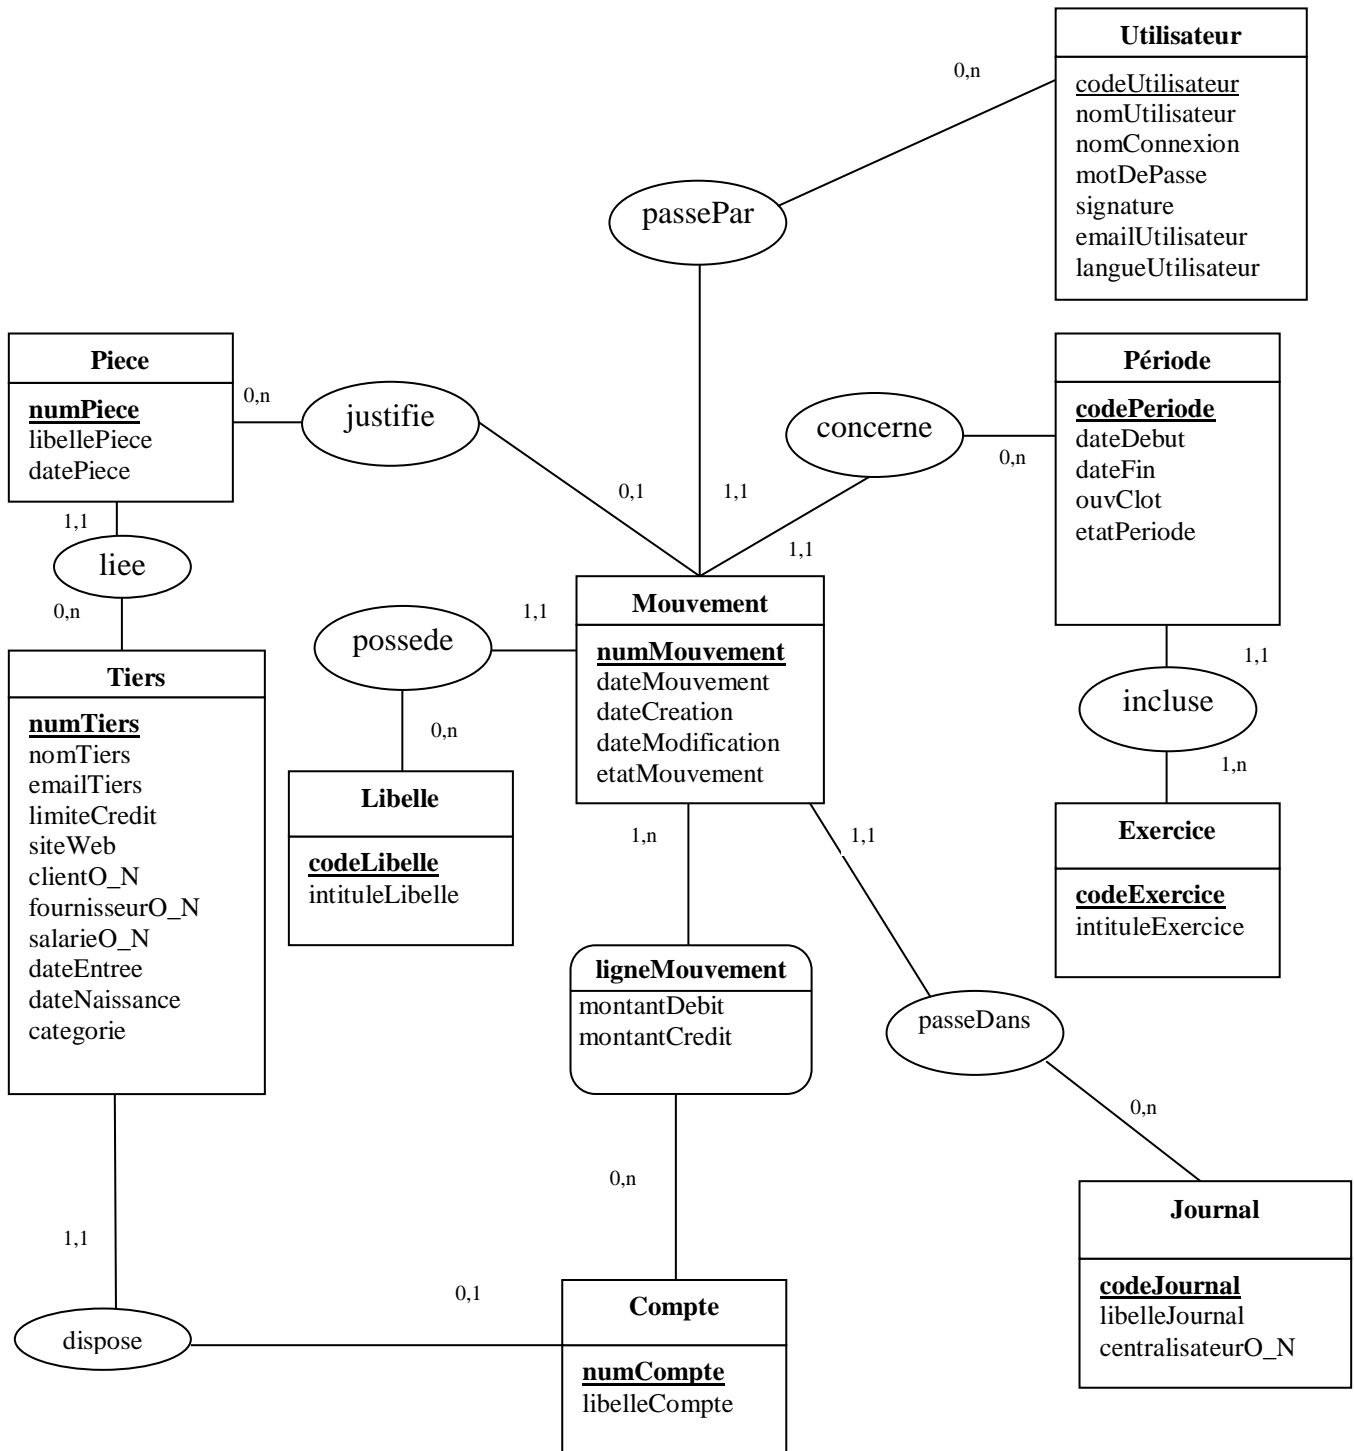 Utilisateur
0,n
codeUtilisateur
nomUtilisateur
nomConnexion
motDePasse
signature
emailUtilisateur
langueUtilisateur
passePar
Piece
numPiece
libellePiece
datePiece
0,n
justifie
0,1
1,1
concerne
0,n
1,1
Période
codePeriode
dateDebut
dateFin
ouvClot
etatPeriode
1,1
liee
0,n
possede
1,1
0,n
Mouvement
numMouvement
dateMouvement
dateCreation
dateModification
etatMouvement
1,1
incluse
1,n
Tiers
numTiers
nomTiers
emailTiers
limiteCredit
siteWeb
clientO_N
fournisseurO_N
salarieO_N
dateEntree
dateNaissance
categorie
Libelle
codeLibelle
intituleLibelle
1,n
1,1
Exercice
codeExercice
intituleExercice
ligneMouvement
montantDebit
montantCredit
passeDans
0,n
0,n
1,1
dispose
0,1
Compte
numCompte
libelleCompte
Journal
codeJournal
libelleJournal
centralisateurO_N